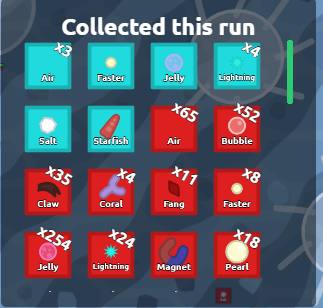 Collected this run
x3
x4
Air Faster Jelly Lightning
x65 x52
Salt Starfish Air Bubble
x35 x4 x11 x8
Claw Coral Fang Faster
x254 x24 x18
Jelly Lightning Magnet Pearl